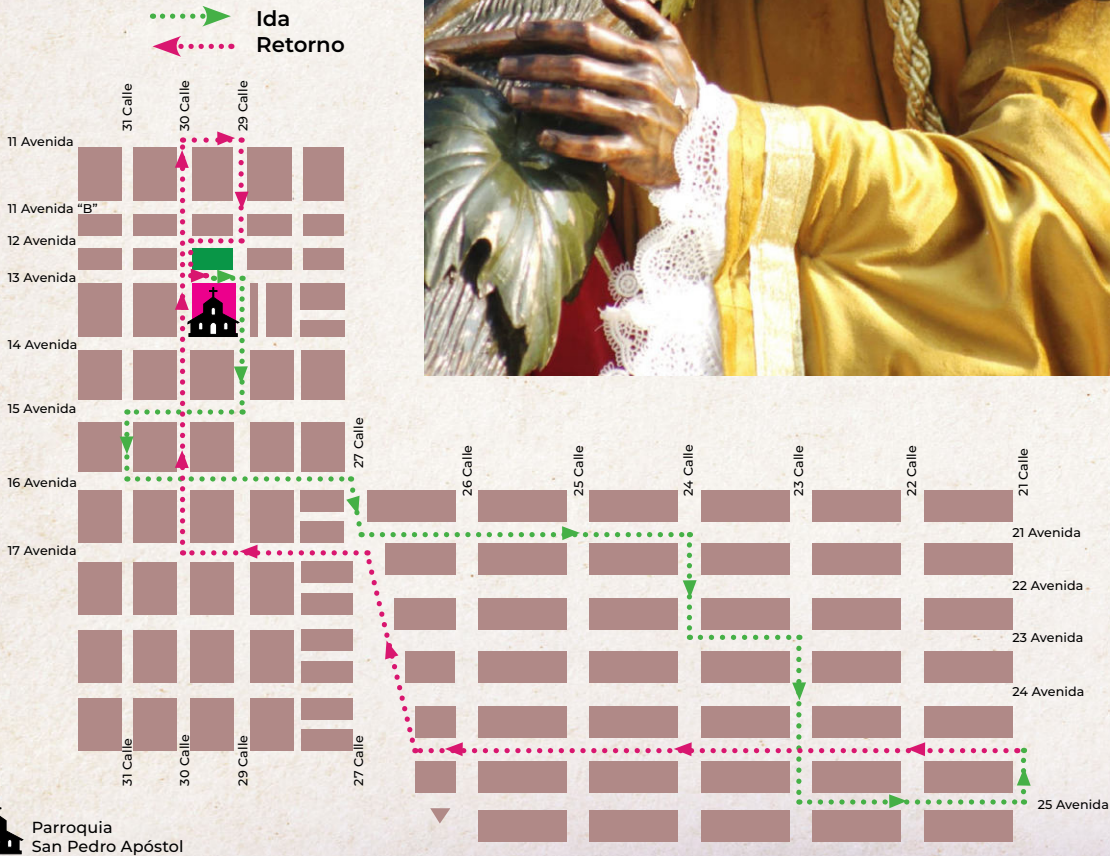 Ida
Retorno
31 Calle
30 Calle
29 Calle
11 Avenida
11 Avenida “B”
12 Avenida
13 Avenida
14 Avenida
15 Avenida
16 Avenida
17 Avenida
27 Calle
26 Calle
25 Calle
24 Calle
23 Calle
22 Calle
21 Calle
21 Avenida
22 Avenida
23 Avenida
24 Avenida
25 Avenida
31 Calle
30 Calle
29 Calle
27 Calle
Parroquia
San Pedro Apóstol